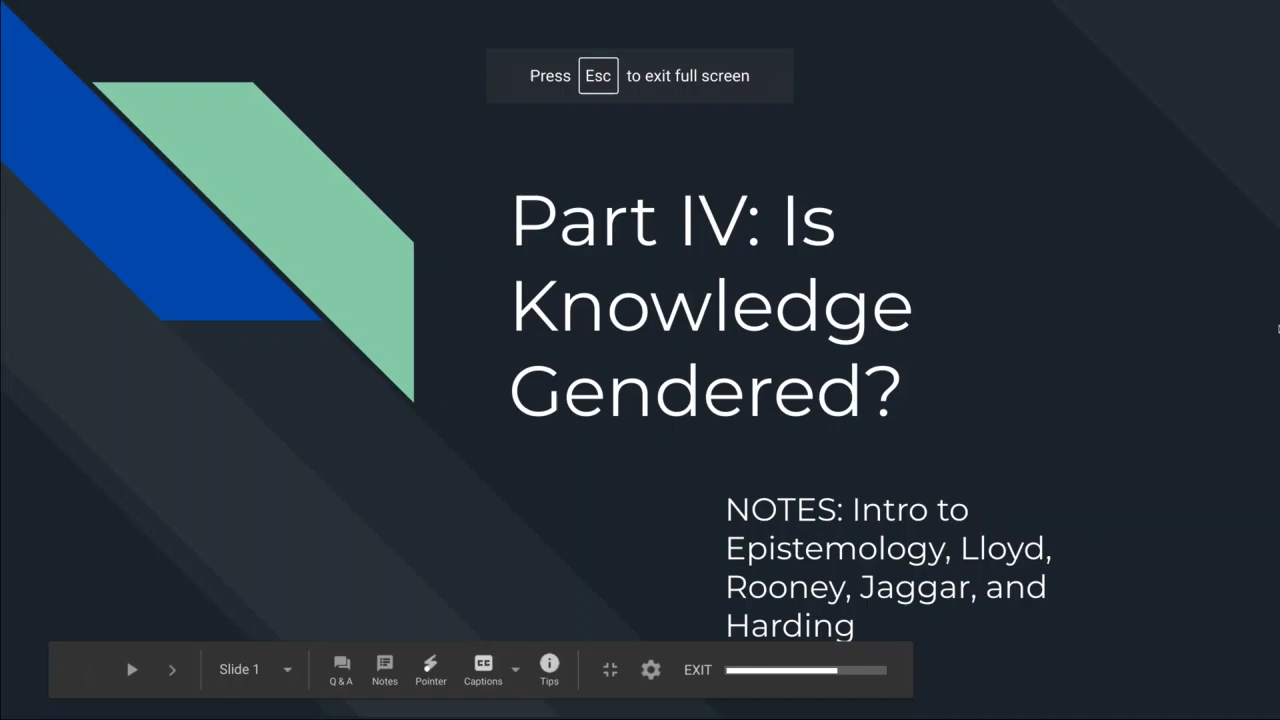 Press Esc to exit full screen
Part IV: Is
Knowledge
Gendered?
NOTES: Intro to
Epistemology, Lloyd,
Rooney, Jaggar, and
Harding
Slide 1
Q & A
Notes
Pointer
CC
Captions
Tips
EXIT